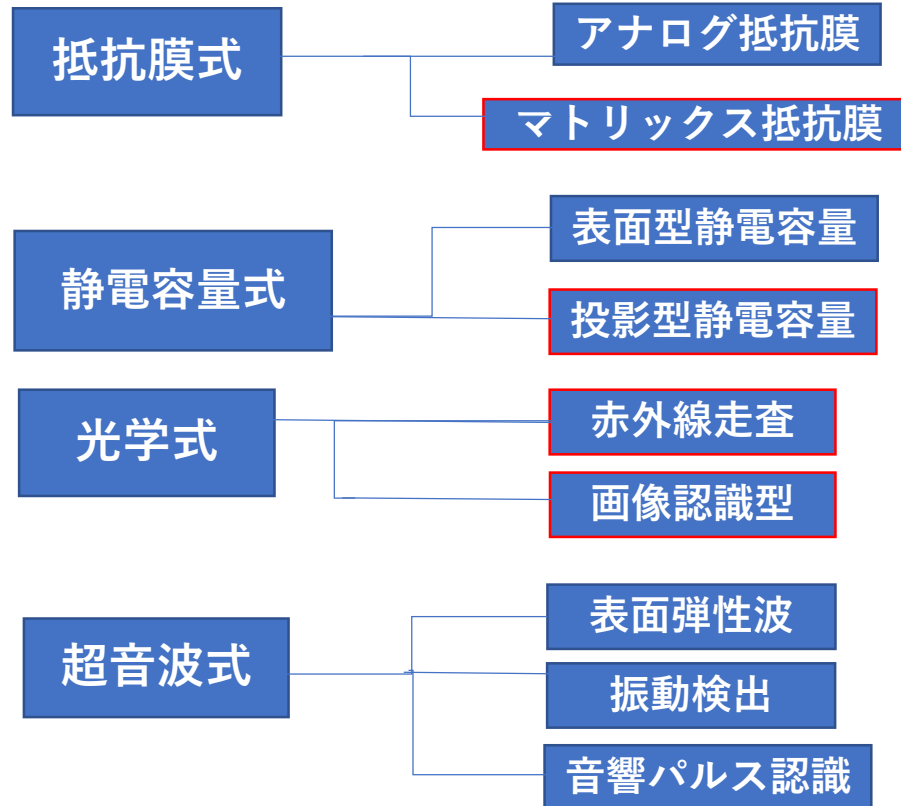 抵抗膜式
アナログ抵抗膜
マトリックス抵抗膜
静電容量式
表面型静電容量
投影型静電容量
光学式
赤外線走査
画像認識型
超音波式
表面弾性波
振動検出
音響パルス認識